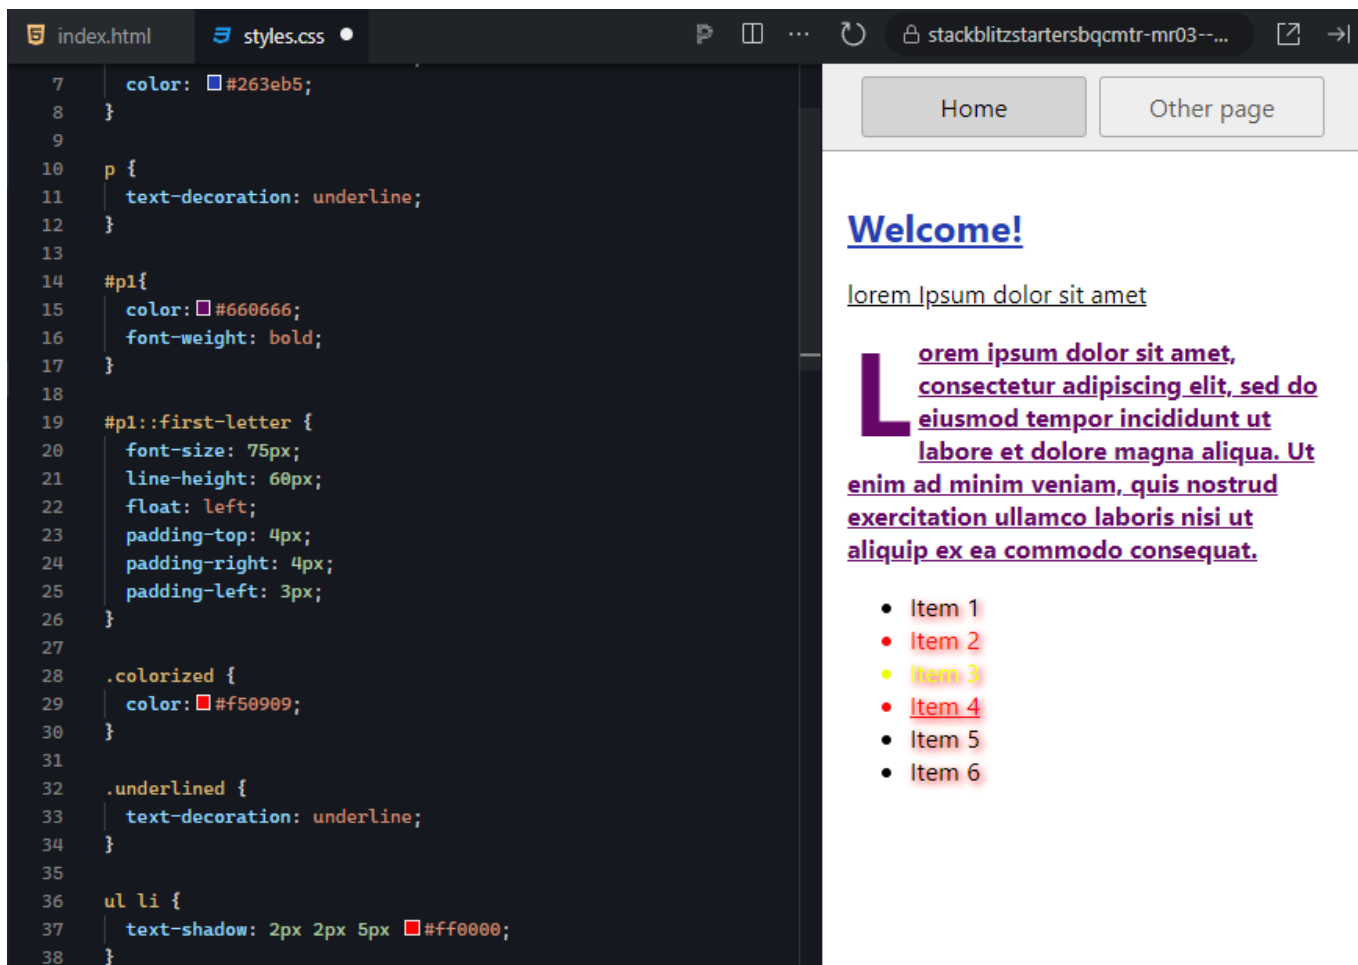 index.html
styles.css
stackblitzstartersbqcmtr-mr03--...
7 color: #263eb5;
8 }
9
10 p {
11 text-decoration: underline;
12 }
13
14 #p1{
15 color: #660666;
16 font-weight: bold;
17 }
18
19 #p1::first-letter {
20 font-size: 75px;
21 line-height: 60px;
22 float: left;
23 padding-top: 4px;
24 padding-right: 4px;
25 padding-left: 3px;
26 }
27
28 .colorized {
29 color: #f50909;
30 }
31
32 .underlined {
33 text-decoration: underline;
34 }
35
36 ul li {
37 text-shadow: 2px 2px 5px #ff0000;
38 }
Home
Other page
Welcome!
lorem Ipsum dolor sit amet
Lorem ipsum dolor sit amet,
consectetur adipiscing elit, sed do
eiusmod tempor incididunt ut
labore et dolore magna aliqua. Ut
enim ad minim veniam, quis nostrud
exercitation ullamco laboris nisi ut
aliquip ex ea commodo consequat.
Item 1
Item 2
Item 3
Item 4
Item 5
Item 6